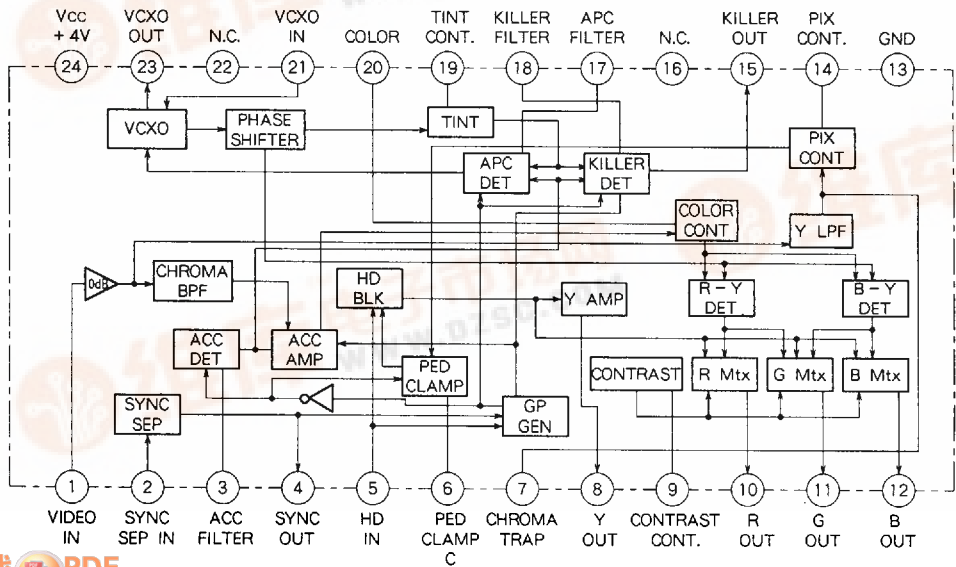 Vcc VCXO N.C. VCXO COLOR TINT KILLER APC N.C. KILLER PIX GND
+ 4V OUT IN CONT. FILTER FILTER OUT CONT.
24 23 22 21 20 19 18 17 16 15 14 13
VCXO
PHASE
SHIFTER
TINT
PIX
CONT
APC
DET
KILLER
DET
COLOR
CONT
Y LPF
0dB
CHROMA
BPF
HD
BLK
Y AMP
R - Y
DET
B - Y
DET
ACC
DET
ACC
AMP
PED
CLAMP
CONTRAST
R Mtx
G Mtx
B Mtx
SYNC
SEP
GP
GEN
WWW.DZSC.COM
1 2 3 4 5 6 7 8 9 10 11 12
VIDEO SYNC ACC SYNC HD PED CHROMA Y CONTRAST R G B
IN SEP IN FILTER OUT IN CLAMP TRAP OUT CONT. OUT OUT OUT
C
PDF